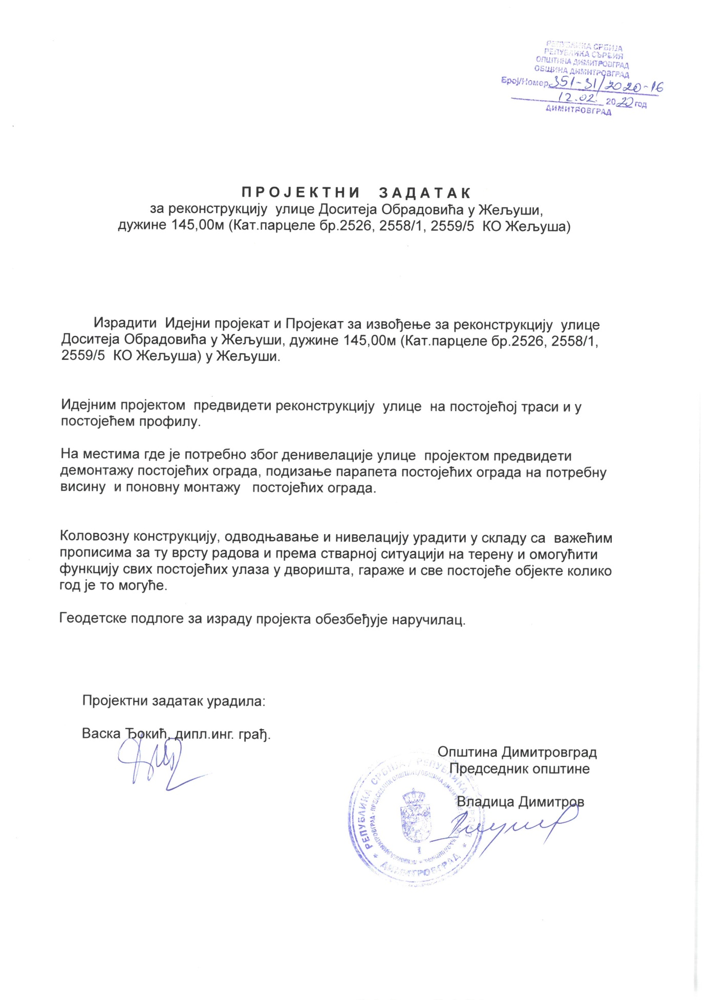 РЕПУБЛИКА СРБИЈА
РЕПУБЛИКА СЪРБИЯ
ОПШТИНА ДИМИТРОВГРАД
ОБЩИНА ДИМИТРОВГРАД
Број/Номер 351-31/2020-16
12.02. 2020 год
ДИМИТРОВГРАД
ПРОЈЕКТНИ ЗАДАТАК
за реконструкцију улице Доситеја Обрадовића у Жељуши,
дужине 145,00м (Кат.парцеле бр.2526, 2558/1, 2559/5 КО Жељуша)
Израдити Идејни пројекат и Пројекат за извођење за реконструкцију улице
Доситеја Обрадовића у Жељуши, дужине 145,00м (Кат.парцеле бр.2526, 2558/1,
2559/5 КО Жељуша) у Жељуши.
Идејним пројектом предвидети реконструкцију улице на постојећој траси и у
постојећем профилу.
На местима где је потребно због денивелације улице пројектом предвидети
демонтажу постојећих ограда, подизање парапета постојећих ограда на потребну
висину и поновну монтажу постојећих ограда.
Коловозну конструкцију, одводњавање и нивелацију урадити у складу са важећим
прописима за ту врсту радова и према стварној ситуацији на терену и омогућити
функцију свих постојећих улаза у дворишта, гараже и све постојеће објекте колико
год је то могуће.
Геодетске подлоге за израду пројекта обезбеђује наручилац.
Пројектни задатак урадила:
Васка Ђокић, дипл.инг. грађ.
Општина Димитровград
Председник општине
Владица Димитров
РЕПУБЛИКА СРБИЈА / РЕПУБЛИКА СЪРБИЯ
ДИМИТРОВГРАД